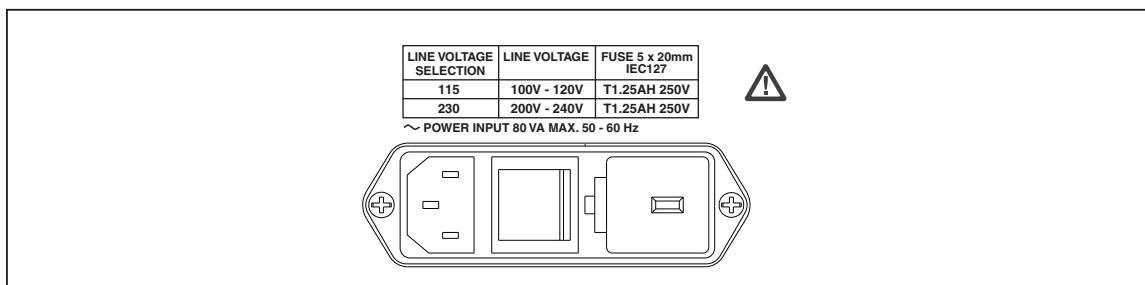 LINE VOLTAGE SELECTION LINE VOLTAGE FUSE 5 x 20mm IEC127
115 100V - 120V T1.25AH 250V
230 200V - 240V T1.25AH 250V
~ POWER INPUT 80 VA MAX. 50 - 60 Hz